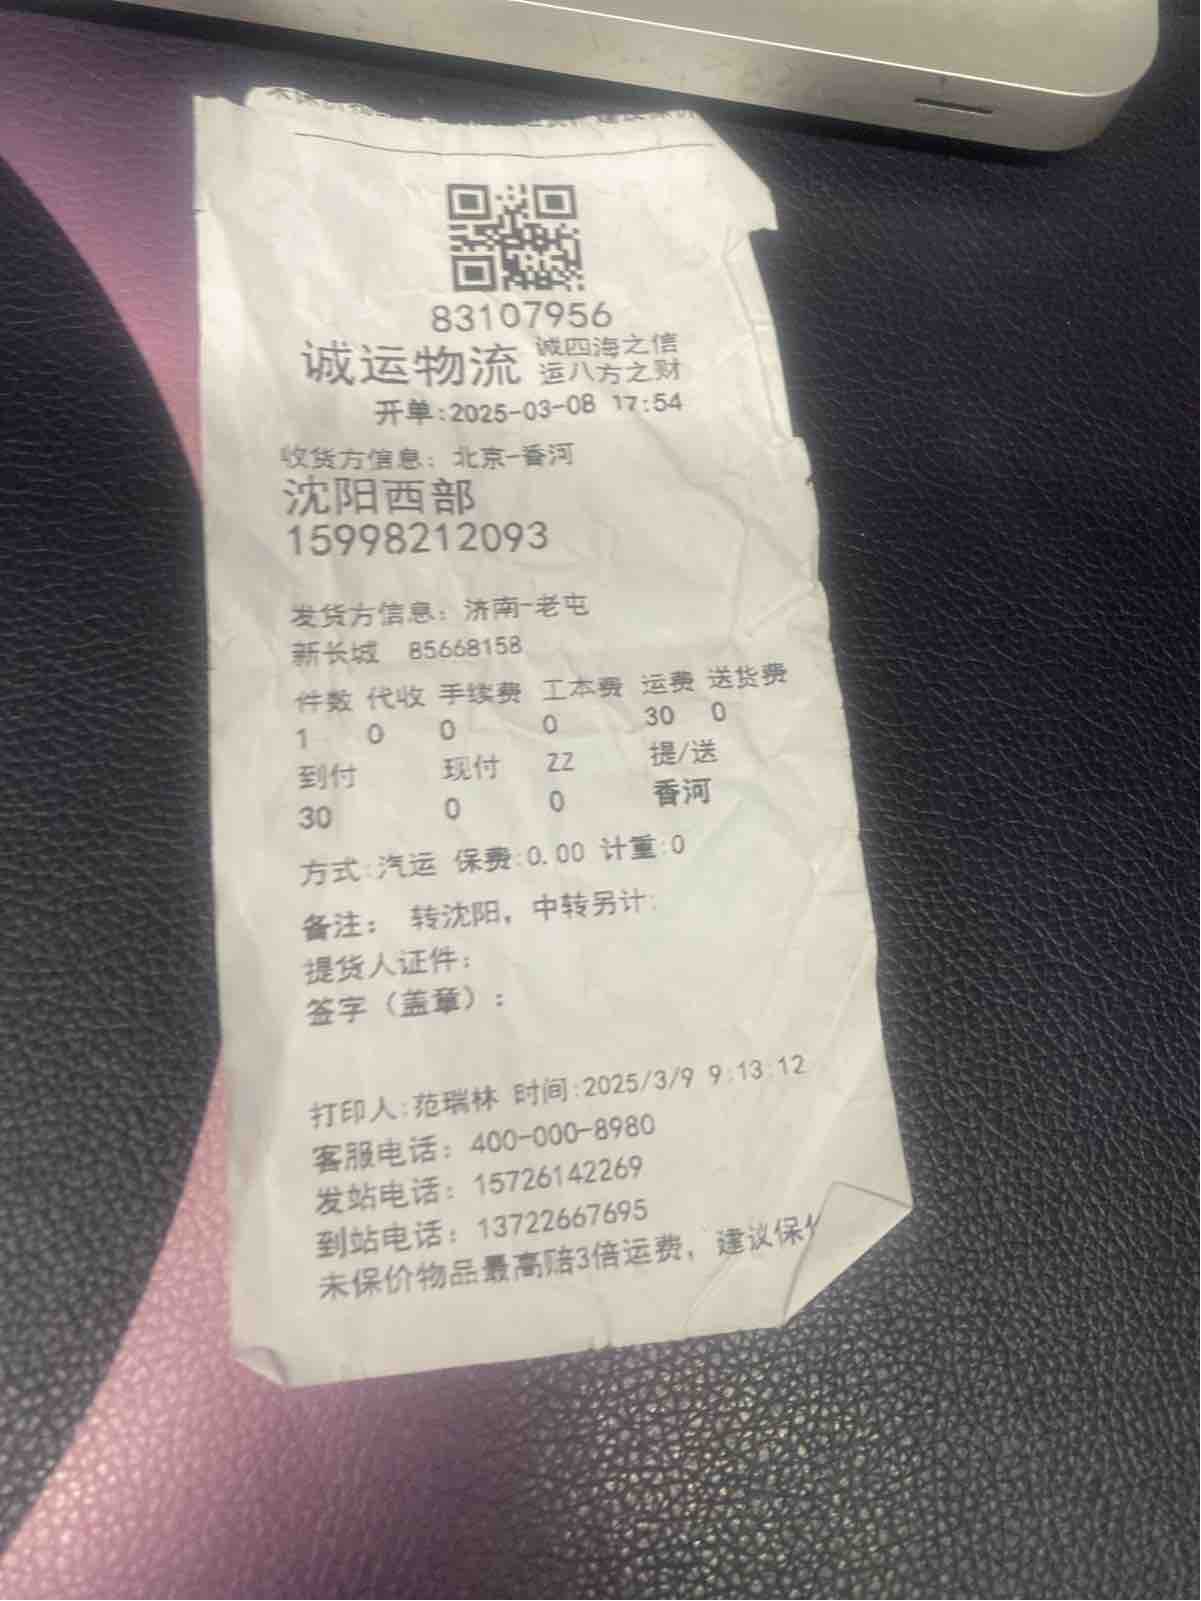 83107956
诚运物流 诚四海之信
运八方之财
开单:2025-03-08 17:54
收货方信息: 北京-香河
沈阳西部
15998212093
发货方信息: 济南-老屯
新长城 85668158
件数 代收 手续费 工本费 运费 送货费
1 0 0 0 30 0
到付 现付 ZZ 提/送
30 0 0 香河
方式:汽运 保费:0.00 计重:0
备注: 转沈阳, 中转另计;
提货人证件:
签字 (盖章) :
打印人:范瑞林 时间:2025/3/9 9:13:12
客服电话: 400-000-8980
发站电话: 15726142269
到站电话: 13722667695
未保价物品最高赔3倍运费, 建议保